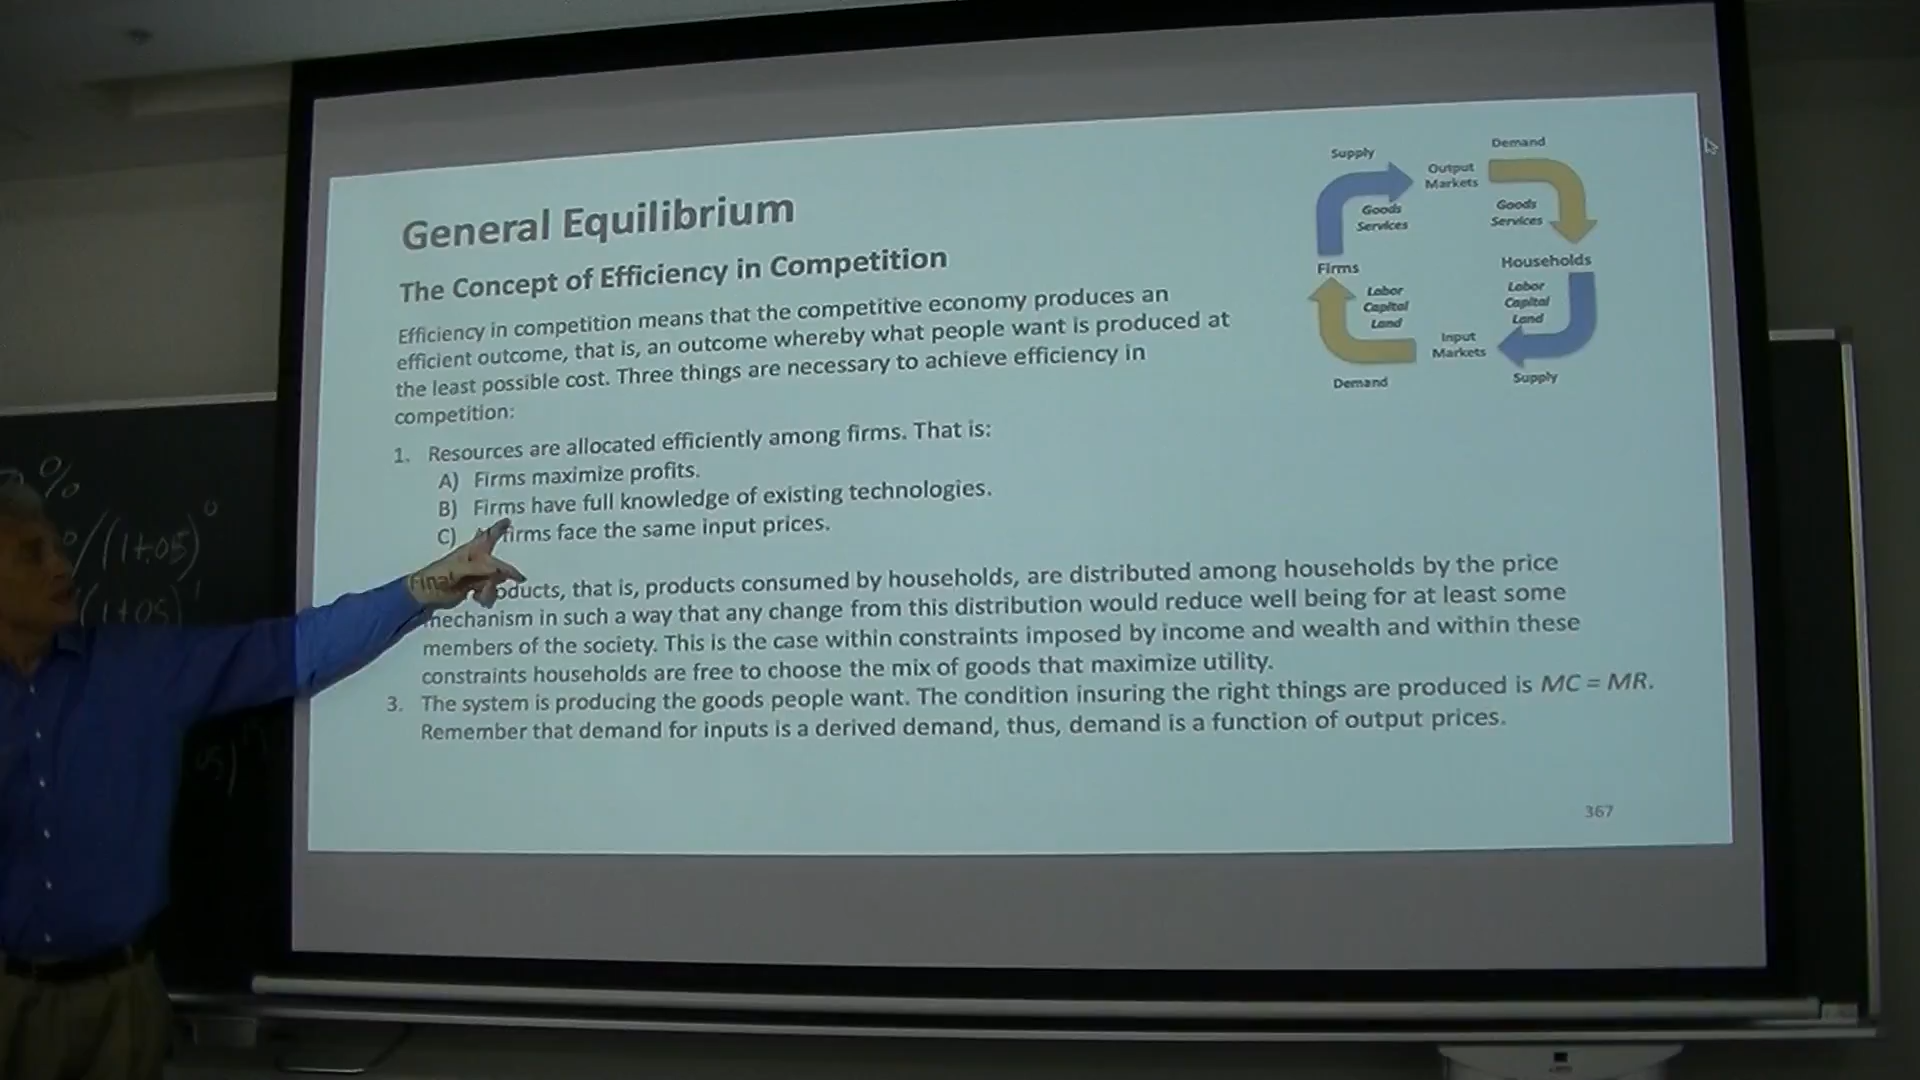 General Equilibrium
The Concept of Efficiency in Competition
Efficiency in competition means that the competitive economy produces an
efficient outcome, that is, an outcome whereby what people want is produced at
the least possible cost. Three things are necessary to achieve efficiency in
competition:
1. Resources are allocated efficiently among firms. That is:
A) Firms maximize profits.
B) Firms have full knowledge of existing technologies.
C) firms face the same input prices.
Final products, that is, products consumed by households, are distributed among households by the price
mechanism in such a way that any change from this distribution would reduce well being for at least some
members of the society. This is the case within constraints imposed by income and wealth and within these
constraints households are free to choose the mix of goods that maximize utility.
3. The system is producing the goods people want. The condition insuring the right things are produced is MC = MR.
Remember that demand for inputs is a derived demand, thus, demand is a function of output prices.
Supply
Demand
Output
Markets
Goods
Services
Goods
Services
Firms
Households
Labor
Capital
Land
Labor
Capital
Land
Input
Markets
Demand
Supply
367
%
/(1+.05)⁰
(1+05)¹
05)